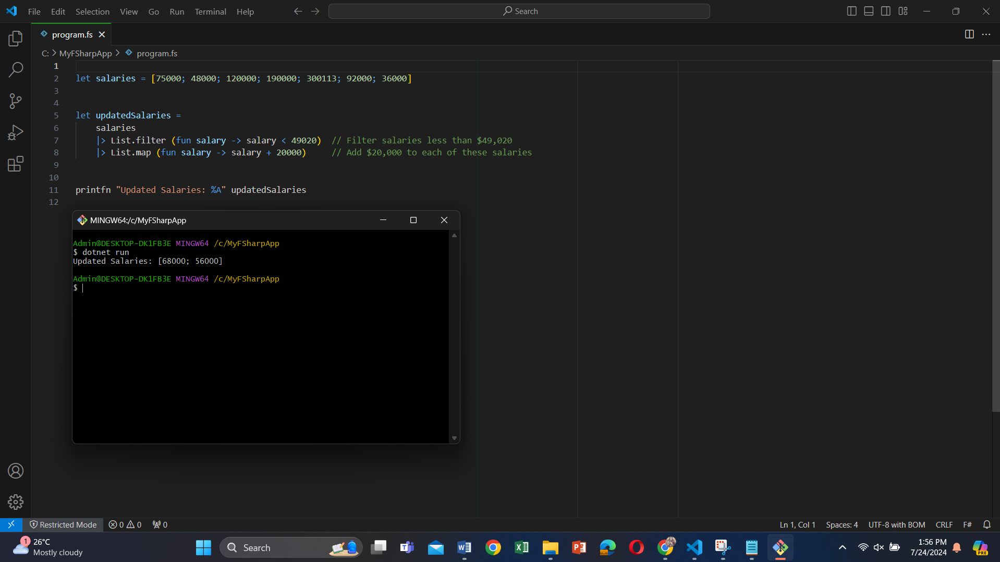 File Edit Selection View Go Run Terminal Help Search
program.fs
C: > MyFSharpApp > program.fs
1
2 let salaries = [75000; 48000; 120000; 190000; 300113; 92000; 36000]
3
4
5 let updatedSalaries =
6 salaries
7 |> List.filter (fun salary -> salary < 49020) // Filter salaries less than $49,020
8 |> List.map (fun salary -> salary + 20000) // Add $20,000 to each of these salaries
9
10
11 printfn "Updated Salaries: %A" updatedSalaries
12
MINGW64:/c/MyFSharpApp
Admin@DESKTOP-DK1FB3E MINGW64 /c/MyFSharpApp
$ dotnet run
Updated Salaries: [68000; 56000]
Admin@DESKTOP-DK1FB3E MINGW64 /c/MyFSharpApp
$
Restricted Mode 0 0 0 Ln 1, Col 1 Spaces: 4 UTF-8 with BOM CRLF F#
1 26°C
Mostly cloudy
Search
1:56 PM
7/24/2024
PRE